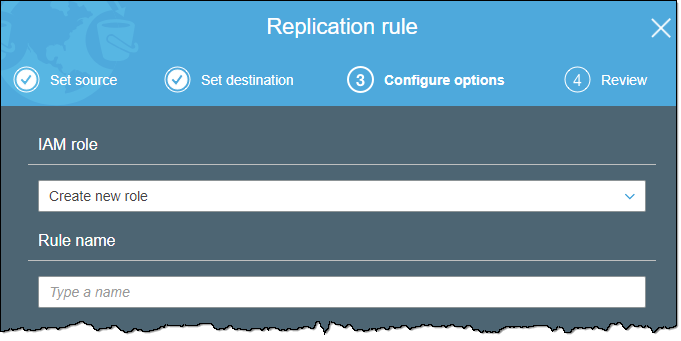 Replication rule
Set source Set destination 3 Configure options 4 Review
IAM role
Create new role
Rule name
Type a name